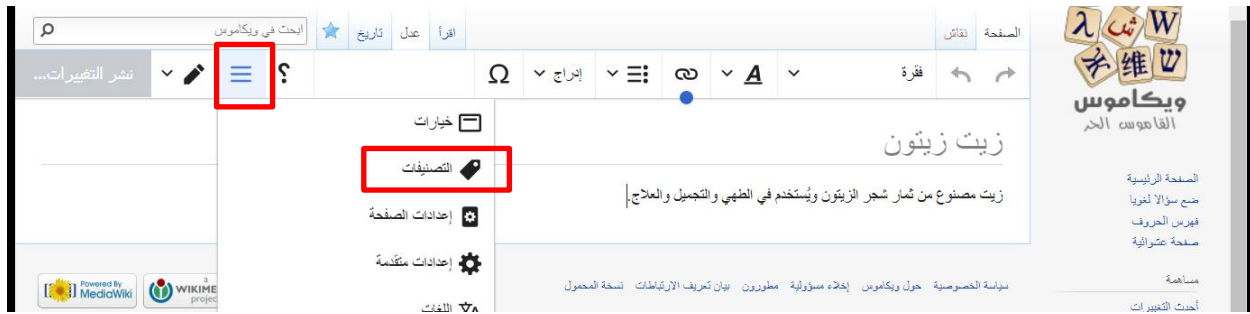 الصفحة نقاش اقرأ عدل تاريخ ابحث في ويكاموس
فقرة A إدراج Ω ؟ نشر التغييرات...
W ش λ
维
ויكاموس
القاموس الحر
زيت زيتون
زيت مصنوع من ثمار شجر الزيتون ويُستخدم في الطهي والتجميل والعلاج.
خيارات
التصنيفات
إعدادات الصفحة
إعدادات متقدمة
اللغات
الصفحة الرئيسية
ضع سؤالا لغويا
فهرس الحروف
صفحة عشوائية
مساهمة
أحدث التغييرات
سياسة الخصوصية حول ويكاموس إخلاء مسؤولية مطورون بيان تعريف الارتباطات نسخة المحمول
Powered By
MediaWiki
a
WIKIME
projec